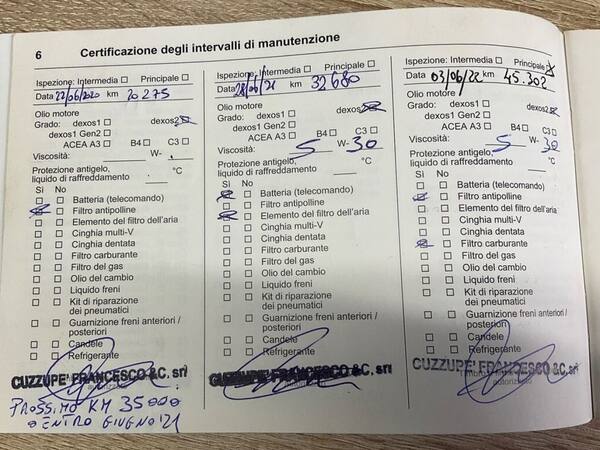 6 Certificazione degli intervalli di manutenzione
Ispezione: Intermedia ☐ Principale ☐
Data 22/06/2020 km 20275
Olio motore
Grado: dexos1 ☐ dexos2 ☒
dexos1 Gen2 ☐
ACEA A3 ☐ B4 ☐ C3 ☐
Viscosità: W-
Protezione antigelo,
liquido di raffreddamento °C
Sì No
☐ ☐ Batteria (telecomando)
☒ ☐ Filtro antipolline
☐ ☐ Elemento del filtro dell'aria
☐ ☐ Cinghia multi-V
☐ ☐ Cinghia dentata
☐ ☐ Filtro carburante
☐ ☐ Filtro del gas
☐ ☐ Olio del cambio
☐ ☐ Liquido freni
☐ ☐ Kit di riparazione
dei pneumatici
☐ ☐ Guarnizione freni anteriori /
posteriori
☐ ☐ Candele
☐ ☐ Refrigerante
CUZZUPE' FRANCESCO &C. srl
PROSSIMO KM 35000
O ENTRO GIUGNO '21
Ispezione: Intermedia ☐ Principale ☐
Data 28/06/21 km 32680
Olio motore
Grado: dexos1 ☐ dexos2 ☒
dexos1 Gen2 ☐
ACEA A3 ☐ B4 ☐ C3 ☐
Viscosità: 5 W- 30
Protezione antigelo,
liquido di raffreddamento °C
Sì No
☒ ☐ Batteria (telecomando)
☐ ☐ Filtro antipolline
☒ ☐ Elemento del filtro dell'aria
☐ ☐ Cinghia multi-V
☐ ☐ Cinghia dentata
☐ ☐ Filtro carburante
☐ ☐ Filtro del gas
☐ ☐ Olio del cambio
☐ ☐ Liquido freni
☐ ☐ Kit di riparazione
dei pneumatici
☐ ☐ Guarnizione freni anteriori /
posteriori
☐ ☐ Candele
☐ ☐ Refrigerante
CUZZUPE' FRANCESCO &C. srl
Ispezione: Intermedia ☐ Principale ☒
Data 03/06/22 km 45.302
Olio motore
Grado: dexos1 ☐ dexos2 ☒
dexos1 Gen2 ☐
ACEA A3 ☐ B4 ☐ C3 ☐
Viscosità: 5 W- 30
Protezione antigelo,
liquido di raffreddamento °C
Sì No
☐ ☐ Batteria (telecomando)
☒ ☐ Filtro antipolline
☐ ☐ Elemento del filtro dell'aria
☐ ☐ Cinghia multi-V
☐ ☐ Cinghia dentata
☒ ☐ Filtro carburante
☐ ☐ Filtro del gas
☐ ☐ Olio del cambio
☐ ☐ Liquido freni
☐ ☐ Kit di riparazione
dei pneumatici
☐ ☐ Guarnizione freni anteriori /
posteriori
☐ ☐ Candele
☐ ☐ Refrigerante
CUZZUPE' FRANCESCO &C. srl
autorizzato